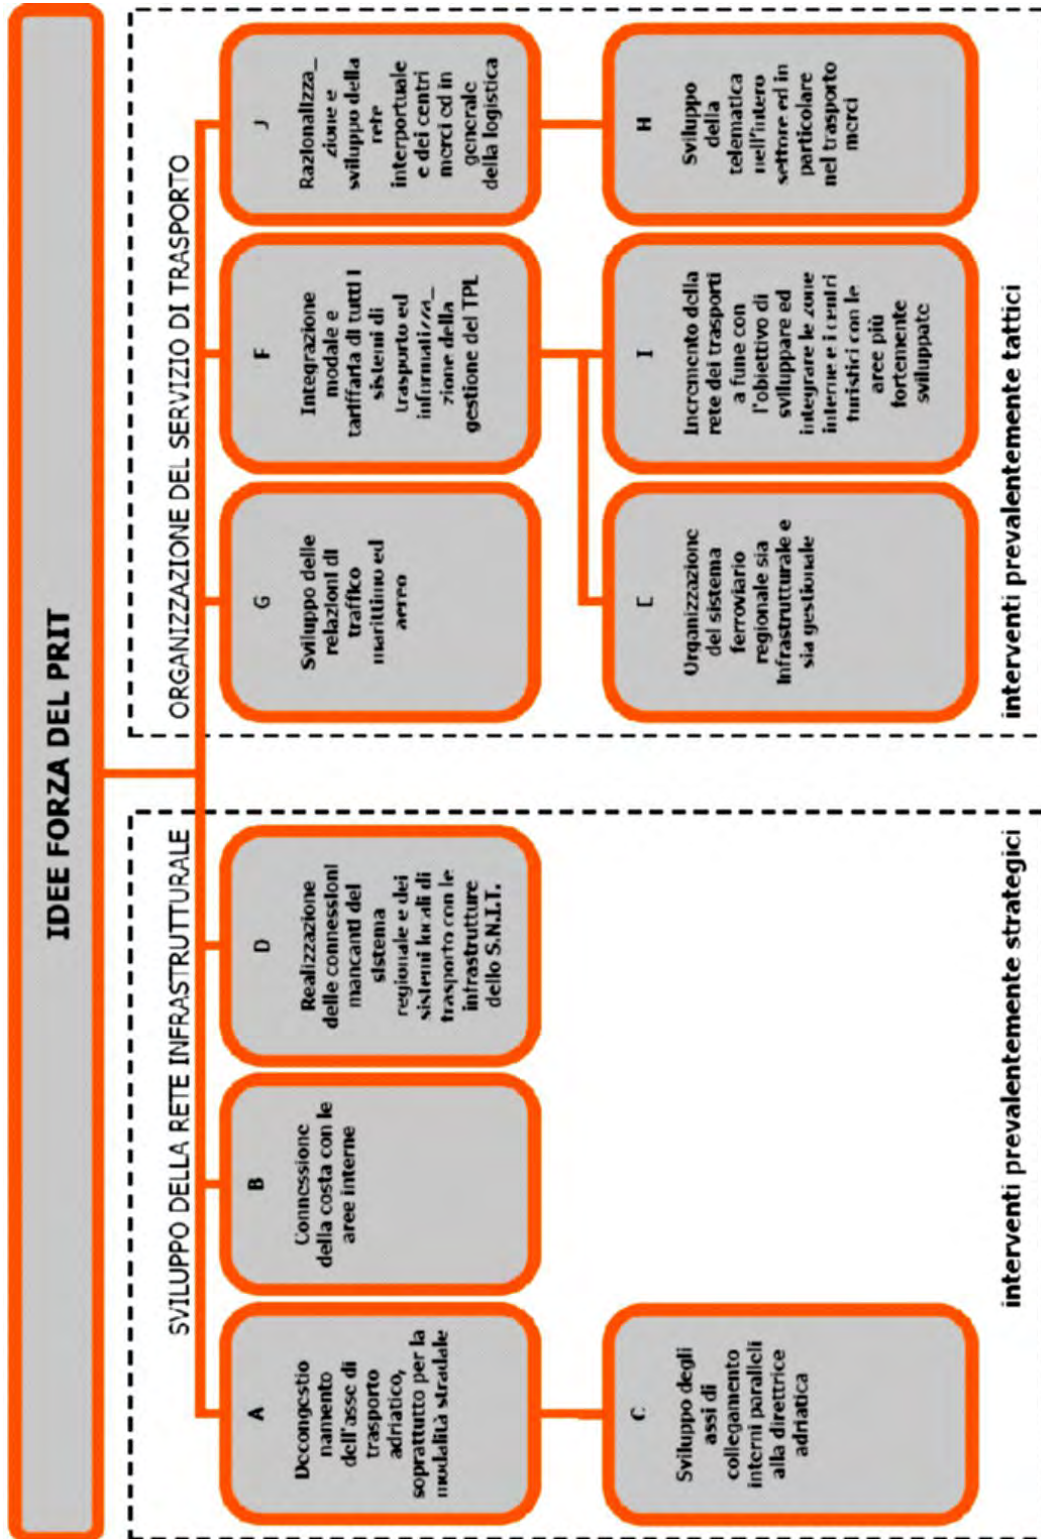 IDEE FORZA DEL PRIT
SVILUPPO DELLA RETE INFRASTRUTTURALE
A
Decongestio
namento
dell'asse di
trasporto
adriatico,
soprattutto per la
modalità stradale
B
Connessione
della costa con le
aree interne
D
Realizzazione
delle connessioni
mancanti del
sistema
regionale e dei
sistemi locali di
trasporto con le
infrastrutture
dello S.N.I.T.
C
Sviluppo degli
assi di
collegamento
interni paralleli
alla direttrice
adriatica
interventi prevalentemente strategici
ORGANIZZAZIONE DEL SERVIZIO DI TRASPORTO
G
Sviluppo delle
relazioni di
traffico
marittimo ed
aereo
F
Integrazione
modale e
tariffaria di tutti i
sistemi di
trasporto ed
informatizza_
zione della
gestione del TPL
J
Razionalizza_
zione e
sviluppo della
rete
interportuale
e dei centri
merci ed in
generale
della logistica
Organizzazione
del sistema
ferroviario
regionale sia
Infrastrutturale e
sia gestionale
I
Incremento della
rete dei trasporti
a fune con
l'obiettivo di
sviluppare ed
integrare le zone
interne e i centri
turistici con le
aree più
fortemente
sviluppate
H
Sviluppo
della
telematica
nell'intero
settore ed in
particolare
nel trasporto
merci
interventi prevalentemente tattici